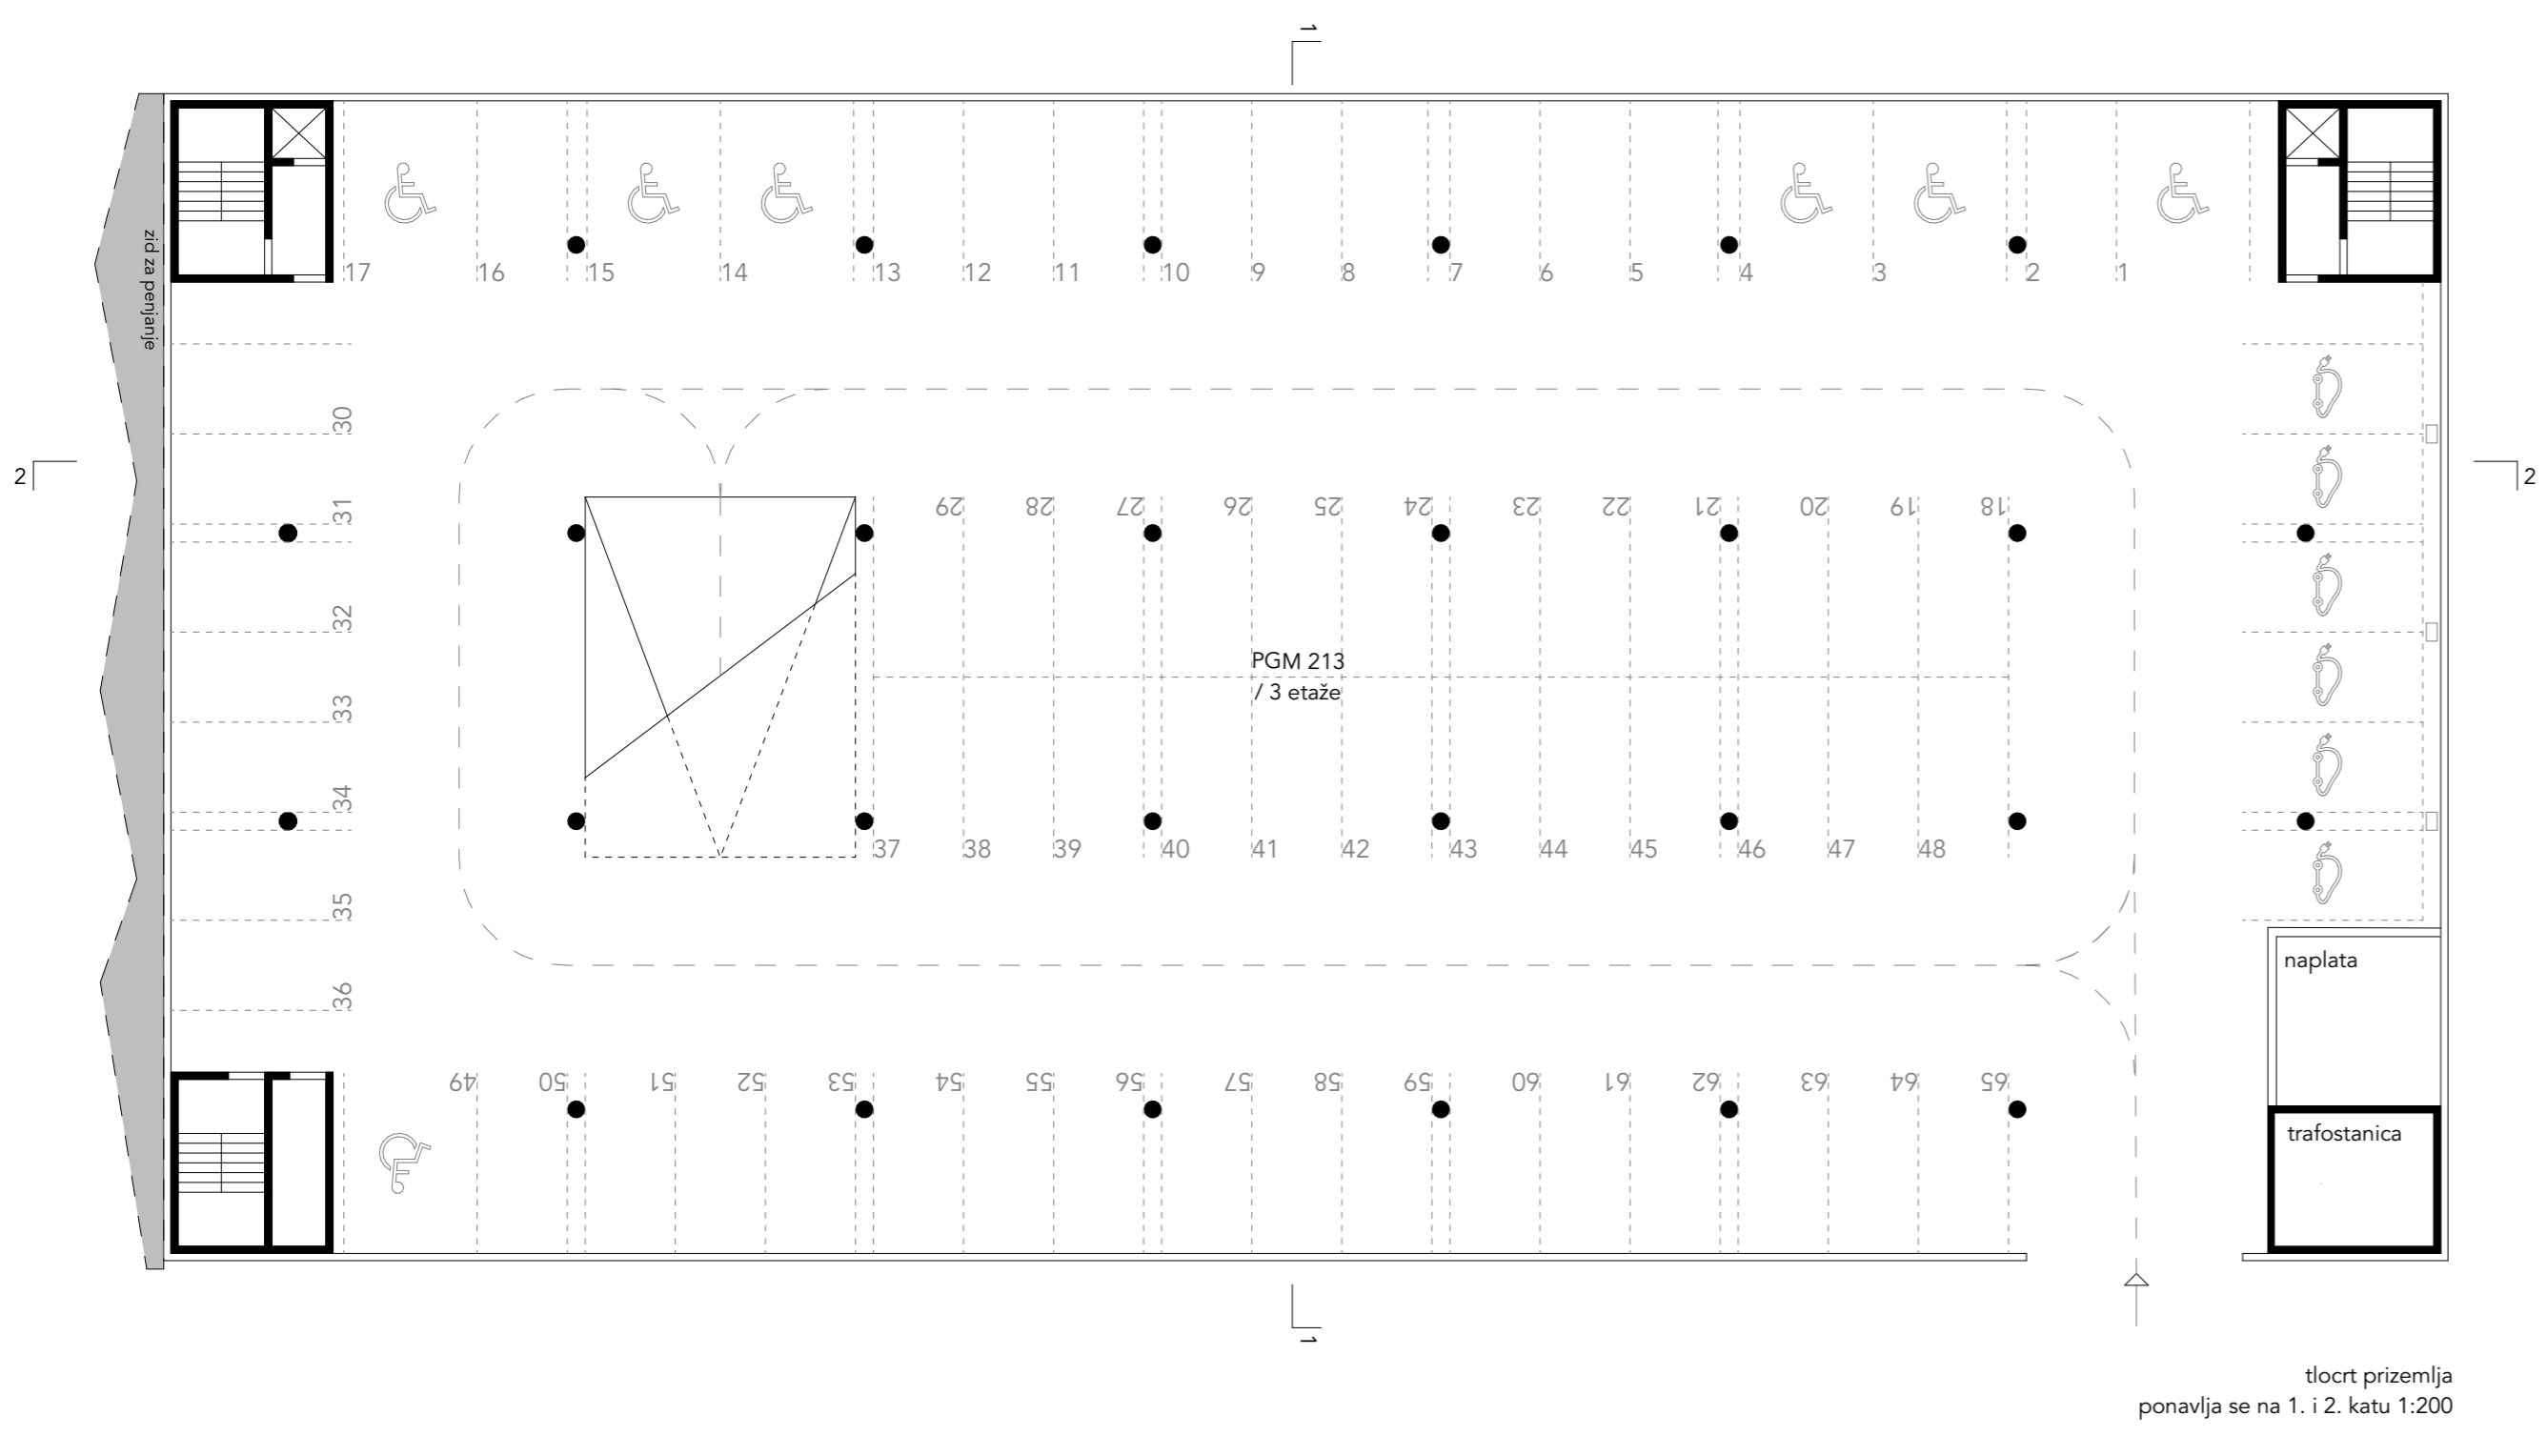 1
zid za penjanje
17 16 15 14 13 12 11 10 9 8 7 6 5 4 3 2 1
30
2
2
31
29 28 27 26 25 24 23 22 21 20 19 18
32
PGM 213
/ 3 etaže
33
34
37 38 39 40 41 42 43 44 45 46 47 48
35
naplata
36
49 50 51 52 53 54 55 56 57 58 59 60 61 62 63 64 65
trafostanica
1
tlocrt prizemlja
ponavlja se na 1. i 2. katu 1:200